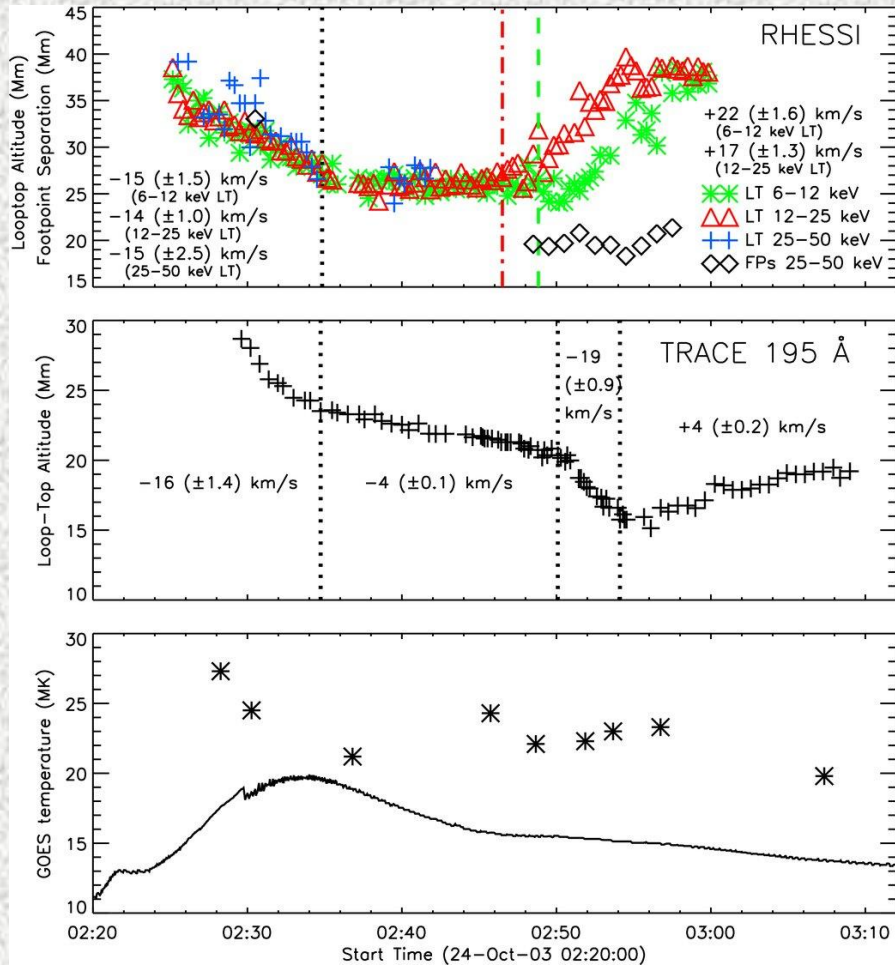 RHESSI
Looptop Altitude (Mm)
Footpoint Separation (Mm)
45
40
35
30
25
20
15
-15 (±1.5) km/s
(6-12 keV LT)
-14 (±1.0) km/s
(12-25 keV LT)
-15 (±2.5) km/s
(25-50 keV LT)
+22 (±1.6) km/s
(6-12 keV LT)
+17 (±1.3) km/s
(12-25 keV LT)
LT 6-12 keV
LT 12-25 keV
LT 25-50 keV
FPs 25-50 keV
TRACE 195 Å
Loop-Top Altitude (Mm)
30
25
20
15
10
-16 (±1.4) km/s
-4 (±0.1) km/s
-19
(±0.9)
km/s
+4 (±0.2) km/s
GOES temperature (MK)
30
25
20
15
10
02:20 02:30 02:40 02:50 03:00 03:10
Start Time (24-Oct-03 02:20:00)